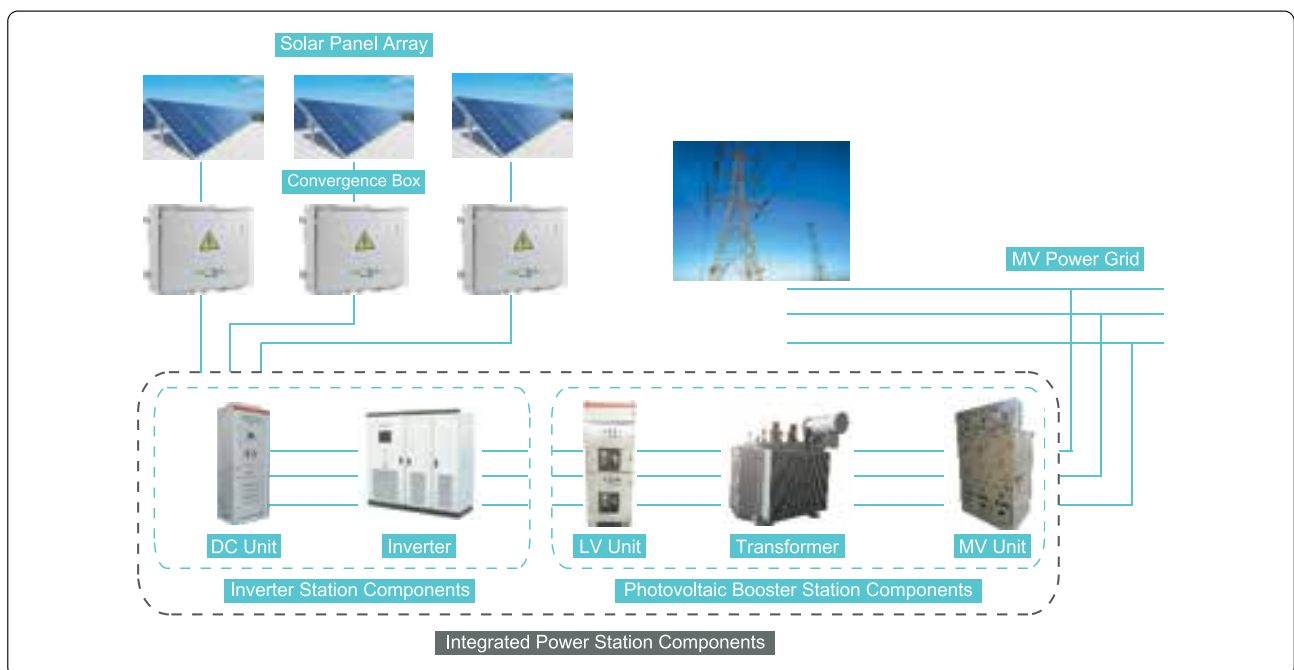 Solar Panel Array
Convergence Box
MV Power Grid
DC Unit
Inverter
LV Unit
Transformer
MV Unit
Inverter Station Components
Photovoltaic Booster Station Components
Integrated Power Station Components